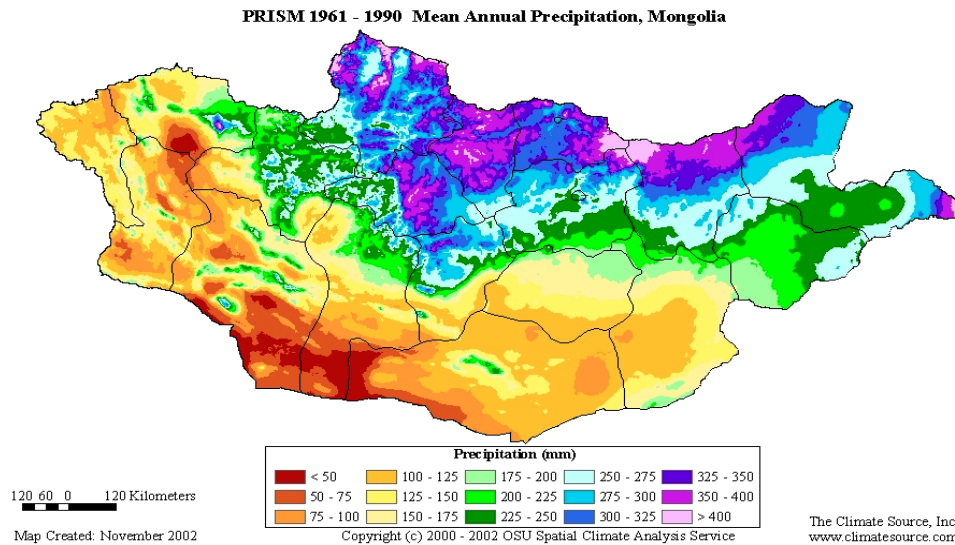 PRISM 1961 - 1990 Mean Annual Precipitation, Mongolia
Precipitation (mm)
< 50 100 - 125 175 - 200 250 - 275 325 - 350
50 - 75 125 - 150 200 - 225 275 - 300 350 - 400
75 - 100 150 - 175 225 - 250 300 - 325 > 400
120 60 0 120 Kilometers
Map Created: November 2002
Copyright (c) 2000 - 2002 OSU Spatial Climate Analysis Service
The Climate Source, Inc
www.climatesource.com